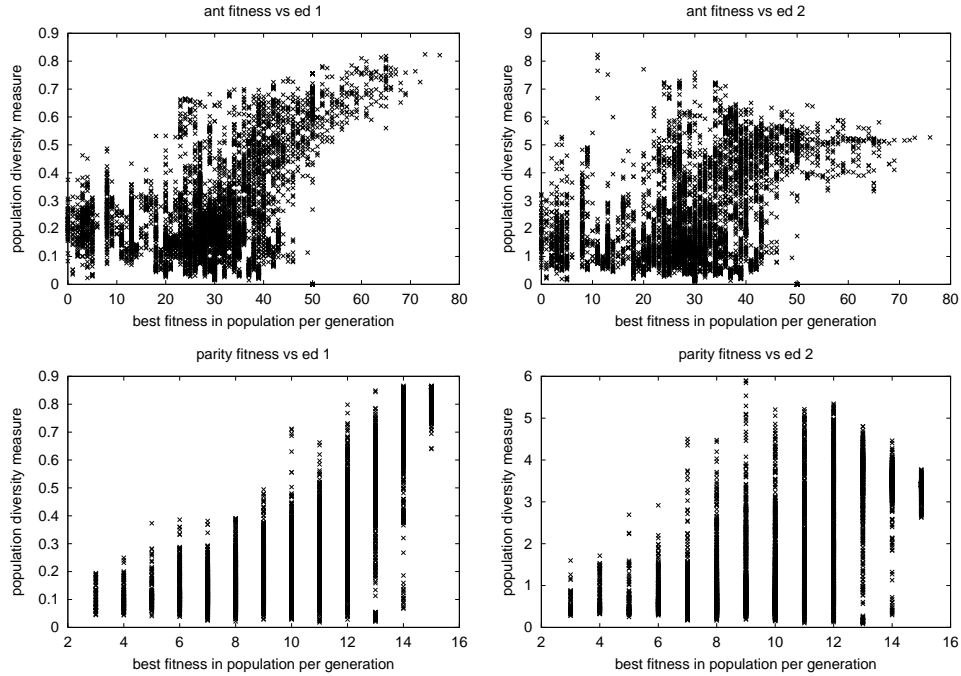 ant fitness vs ed 1
population diversity measure
0.9
0.8
0.7
0.6
0.5
0.4
0.3
0.2
0.1
0
0 10 20 30 40 50 60 70 80
best fitness in population per generation
ant fitness vs ed 2
population diversity measure
9
8
7
6
5
4
3
2
1
0
0 10 20 30 40 50 60 70 80
best fitness in population per generation
parity fitness vs ed 1
population diversity measure
0.9
0.8
0.7
0.6
0.5
0.4
0.3
0.2
0.1
0
2 4 6 8 10 12 14 16
best fitness in population per generation
parity fitness vs ed 2
population diversity measure
6
5
4
3
2
1
0
2 4 6 8 10 12 14 16
best fitness in population per generation